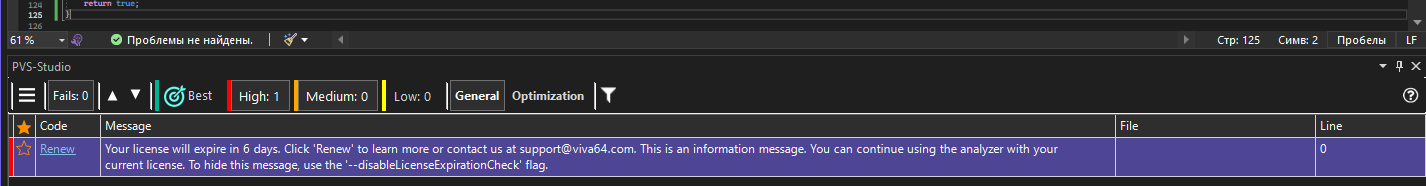 124 return true;
125 }
126
61 % Проблемы не найдены. Стр: 125 Симв: 2 Пробелы LF
PVS-Studio
Fails: 0 Best High: 1 Medium: 0 Low: 0 General Optimization
Code Message File Line
Renew Your license will expire in 6 days. Click 'Renew' to learn more or contact us at support@viva64.com. This is an information message. You can continue using the analyzer with your 0
current license. To hide this message, use the '--disableLicenseExpirationCheck' flag.